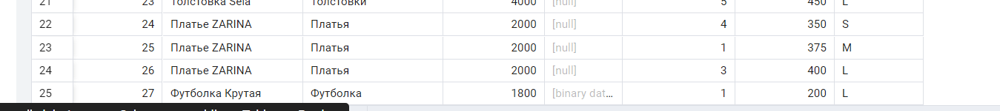 21 23 Толстовка Sela Толстовки 4000 [null] 5 450 L
22 24 Платье ZARINA Платья 2000 [null] 4 350 S
23 25 Платье ZARINA Платья 2000 [null] 1 375 M
24 26 Платье ZARINA Платья 2000 [null] 3 400 L
25 27 Футболка Крутая Футболка 1800 [binary dat... 1 200 L